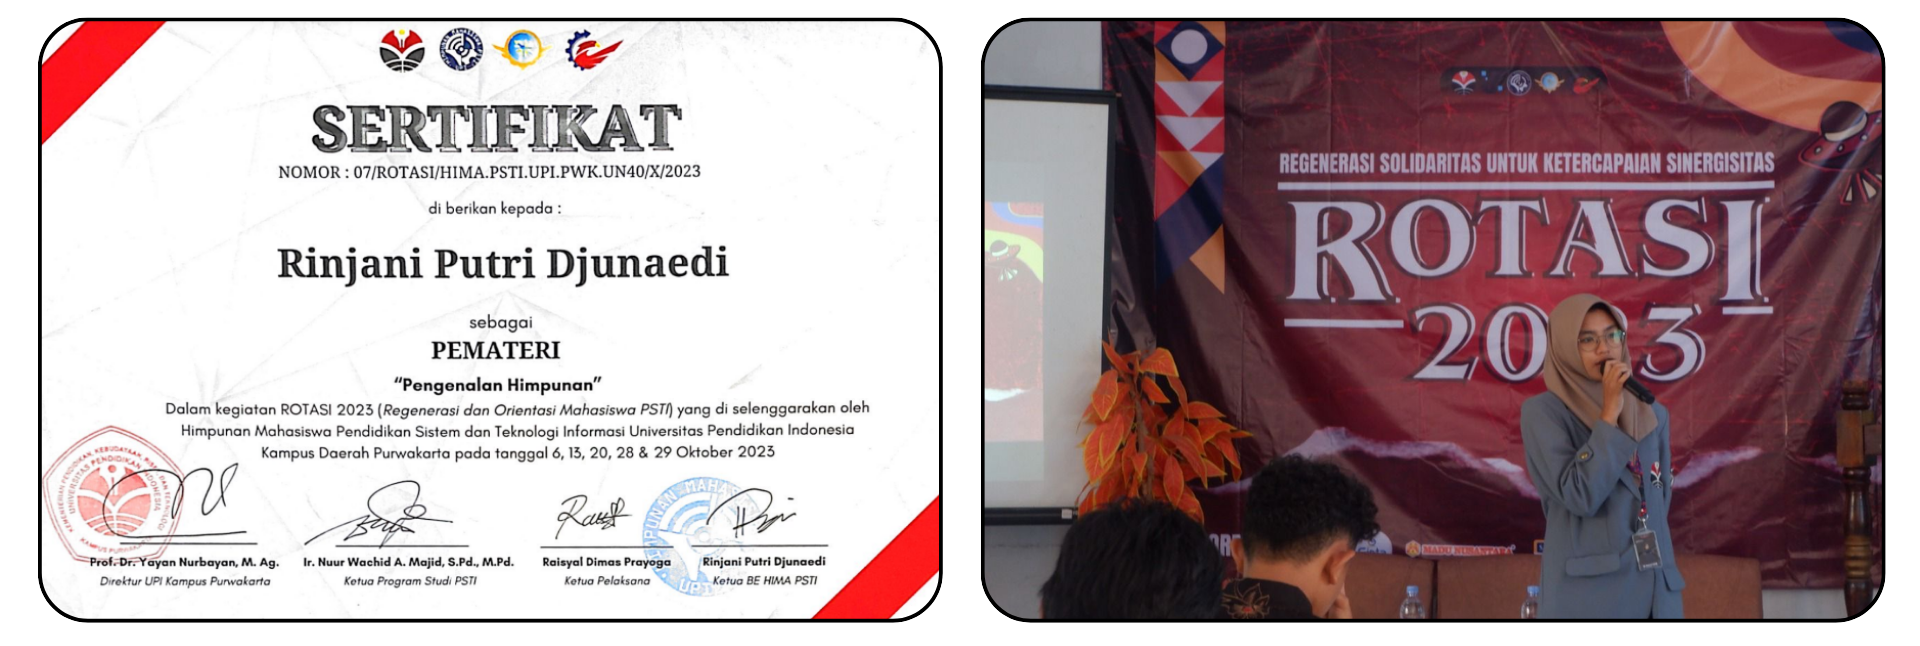 SERTIFIKAT
NOMOR : 07/ROTASI/HIMA.PSTI.UPI.PWK.UN40/X/2023
di berikan kepada :
Rinjani Putri Djunaedi
sebagai
PEMATERI
“Pengenalan Himpunan”
Dalam kegiatan ROTASI 2023 (Regenerasi dan Orientasi Mahasiswa PSTI) yang di selenggarakan oleh
Himpunan Mahasiswa Pendidikan Sistem dan Teknologi Informasi Universitas Pendidikan Indonesia
Kampus Daerah Purwakarta pada tanggal 6, 13, 20, 28 & 29 Oktober 2023
Prof. Dr. Yayan Nurbayan, M. Ag.
Direktur UPI Kampus Purwakarta
Ir. Nuur Wachid A. Majid, S.Pd., M.Pd.
Ketua Program Studi PSTI
Raisyal Dimas Prayoga
Ketua Pelaksana
Rinjani Putri Djunaedi
Ketua BE HIMA PSTI
REGENERASI SOLIDARITAS UNTUK KETERCAPAIAN SINERGISITAS
ROTASI
20 3
MADU NUSANTARA